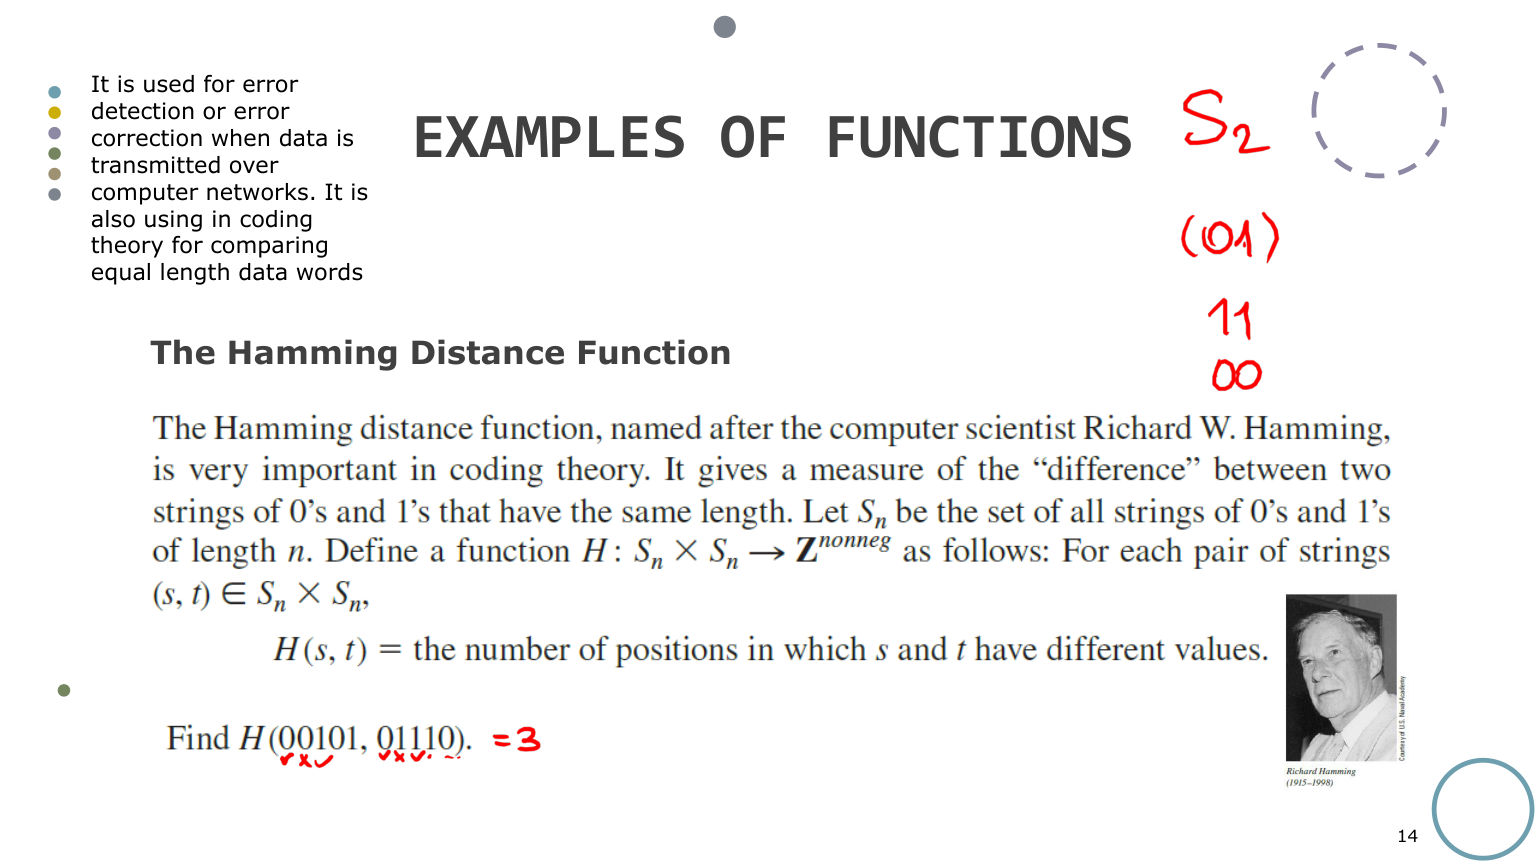 It is used for error
detection or error
correction when data is
transmitted over
computer networks. It is
also using in coding
theory for comparing
equal length data words
EXAMPLES OF FUNCTIONS
S₂
(01)
11
00
The Hamming Distance Function
The Hamming distance function, named after the computer scientist Richard W. Hamming,
is very important in coding theory. It gives a measure of the “difference” between two
strings of 0’s and 1’s that have the same length. Let Sₙ be the set of all strings of 0’s and 1’s
of length n. Define a function H: Sₙ × Sₙ → Z^nonneg as follows: For each pair of strings
(s, t) ∈ Sₙ × Sₙ,
H(s, t) = the number of positions in which s and t have different values.
Find H(00101, 01110). = 3
Courtesy of U.S. Naval Academy
Richard Hamming
(1915–1998)
14